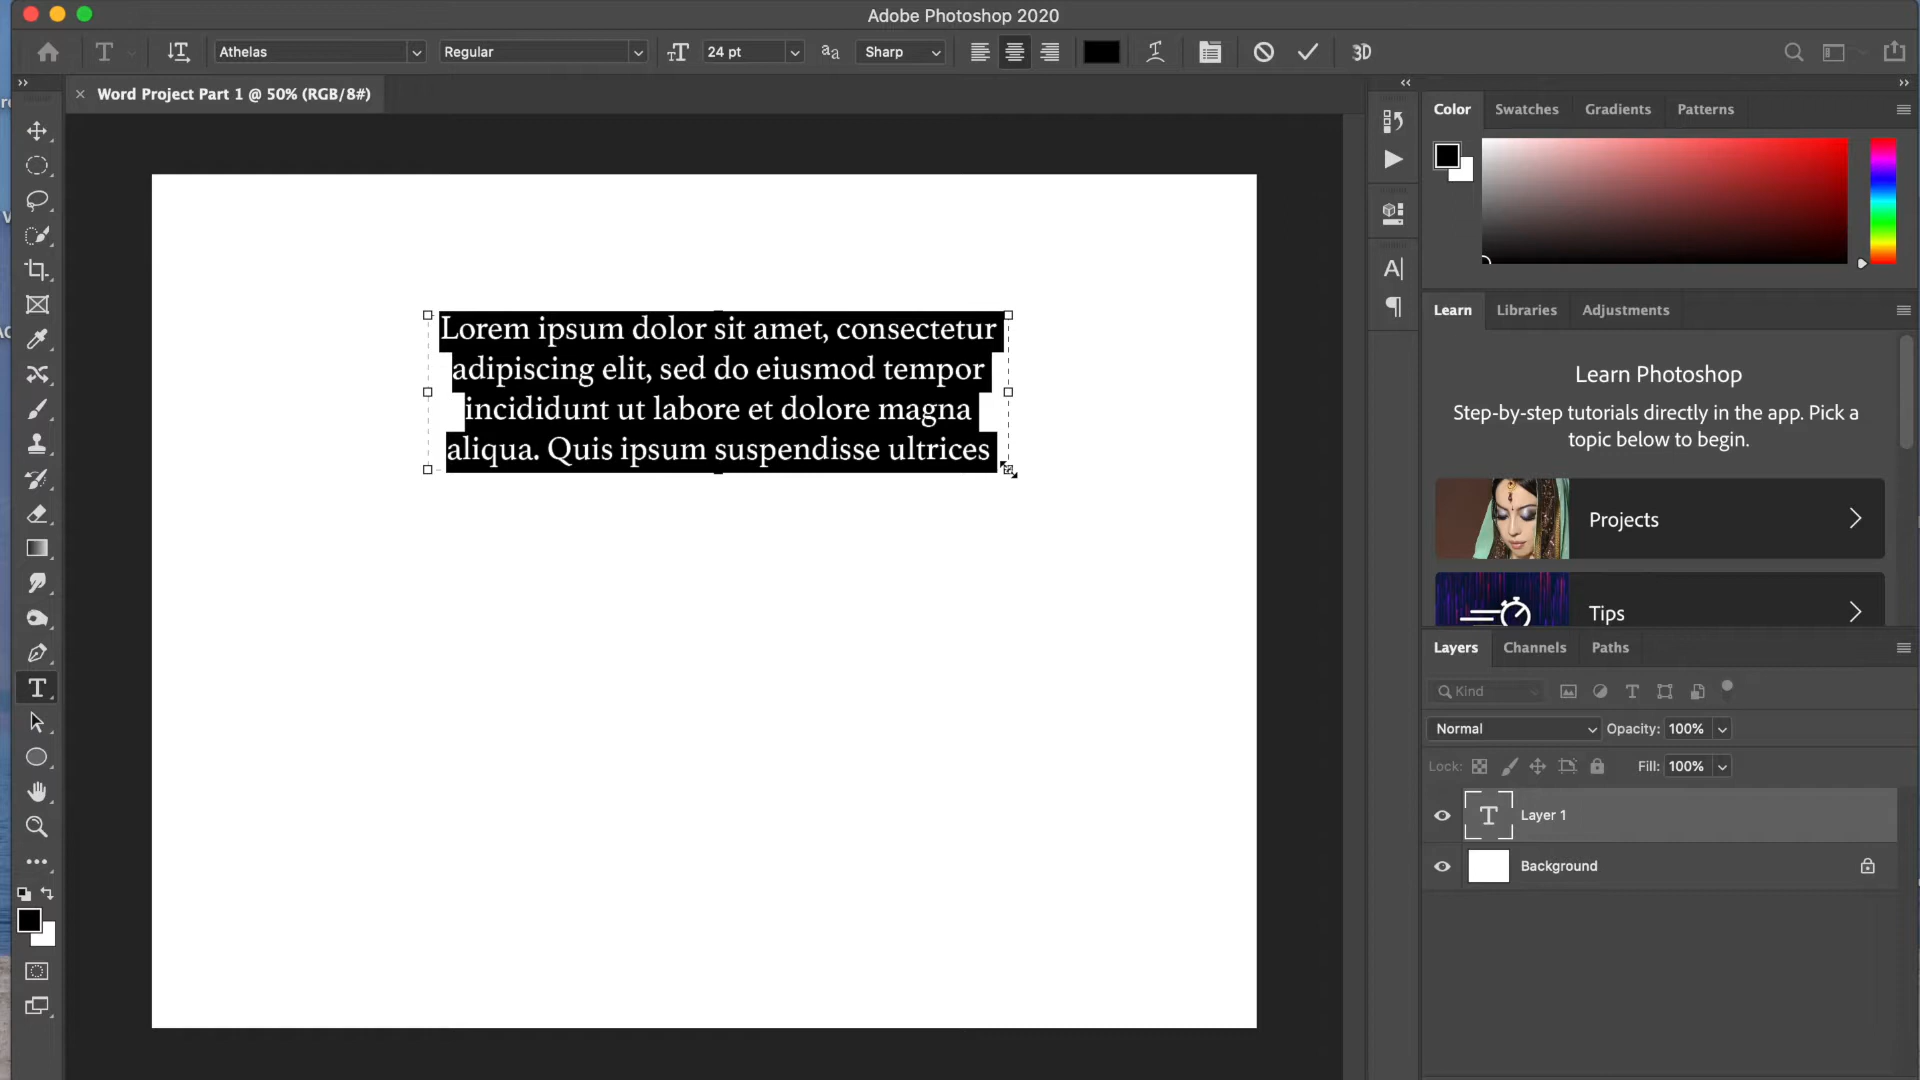 Adobe Photoshop 2020
Athelas
Regular
24 pt
Sharp
3D
Word Project Part 1 @ 50% (RGB/8#)
Color
Swatches
Gradients
Patterns
Lorem ipsum dolor sit amet, consectetur
adipiscing elit, sed do eiusmod tempor
incididunt ut labore et dolore magna
aliqua. Quis ipsum suspendisse ultrices
Learn
Libraries
Adjustments
Learn Photoshop
Step-by-step tutorials directly in the app. Pick a
topic below to begin.
Projects
Tips
Layers
Channels
Paths
Kind
Normal
Opacity: 100%
Lock:
Fill: 100%
Layer 1
Background